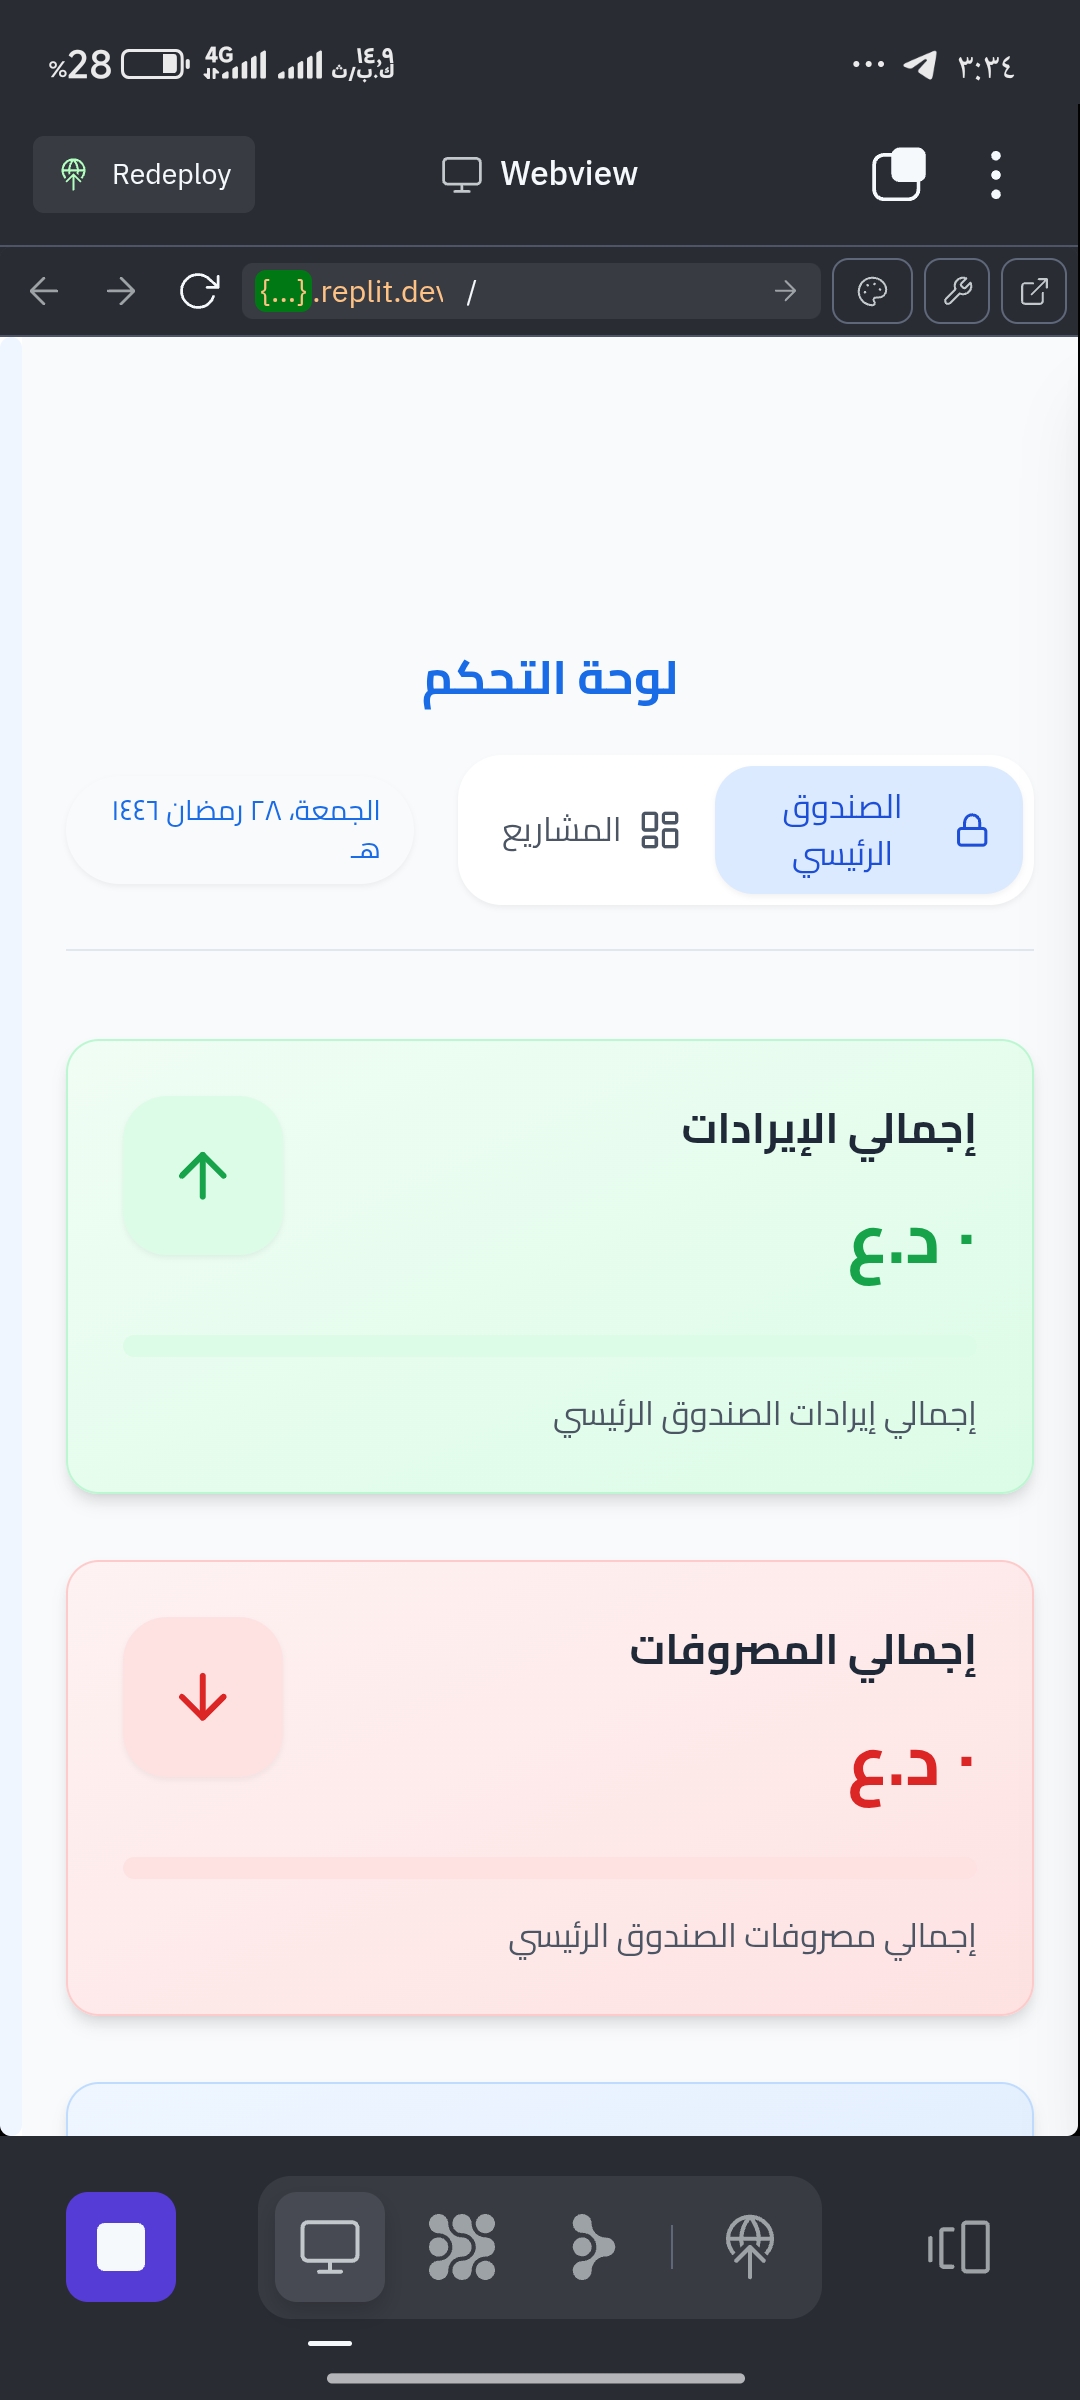 %28 4G ١٤,٩ ك.ب/ث ٣:٣٤
Redeploy Webview
{...}.replit.dev /
لوحة التحكم
الصندوق الرئيسي
المشاريع
الجمعة، ٢٨ رمضان ١٤٤٦ هـ
إجمالي الإيرادات
٠ د.ع
إجمالي إيرادات الصندوق الرئيسي
إجمالي المصروفات
٠ د.ع
إجمالي مصروفات الصندوق الرئيسي